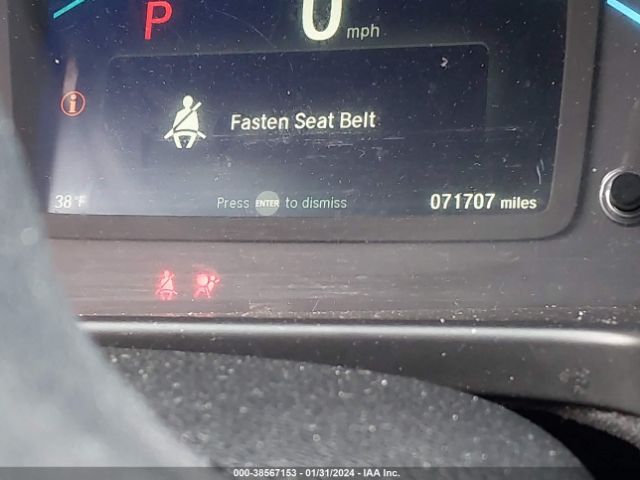 P
0 mph
i
Fasten Seat Belt
38°F
Press ENTER to dismiss
071707 miles
000-38567153 - 01/31/2024 - IAA Inc.